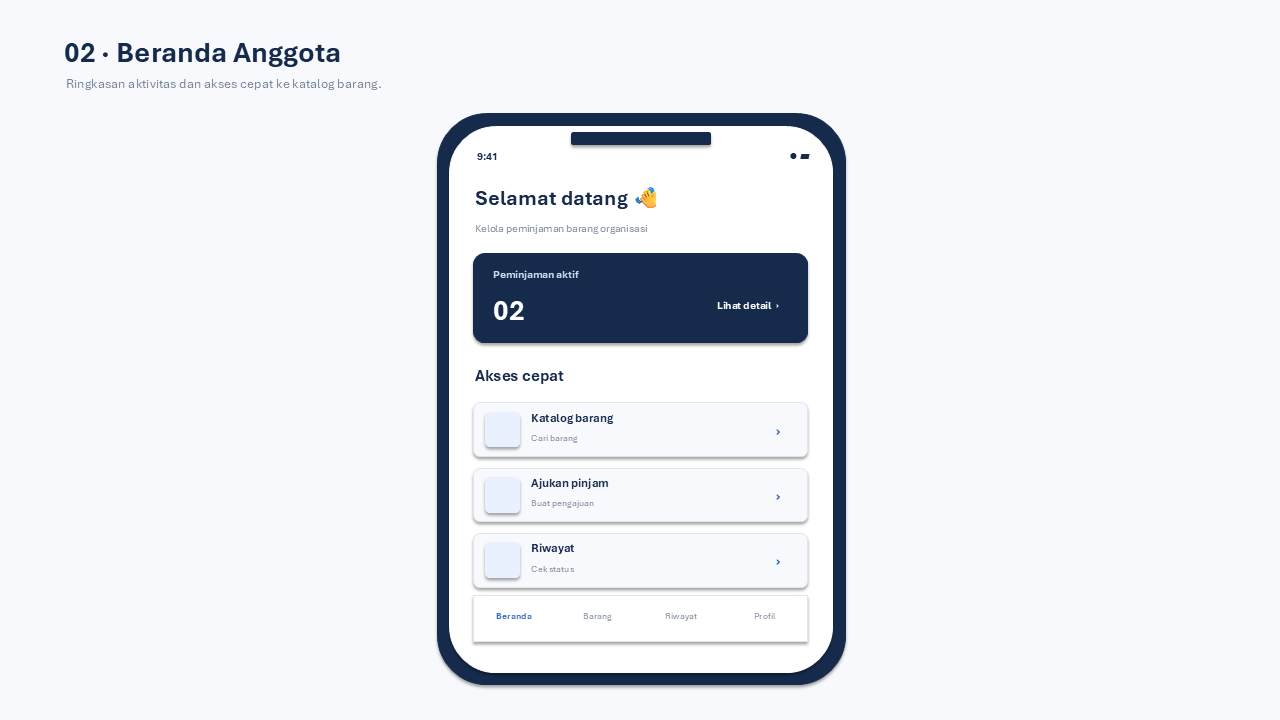 02 · Beranda Anggota
Ringkasan aktivitas dan akses cepat ke katalog barang.
9:41
Selamat datang 👋
Kelola peminjaman barang organisasi
Peminjaman aktif
02
Lihat detail ›
Akses cepat
Katalog barang
Cari barang
›
Ajukan pinjam
Buat pengajuan
›
Riwayat
Cek status
›
Beranda Barang Riwayat Profil